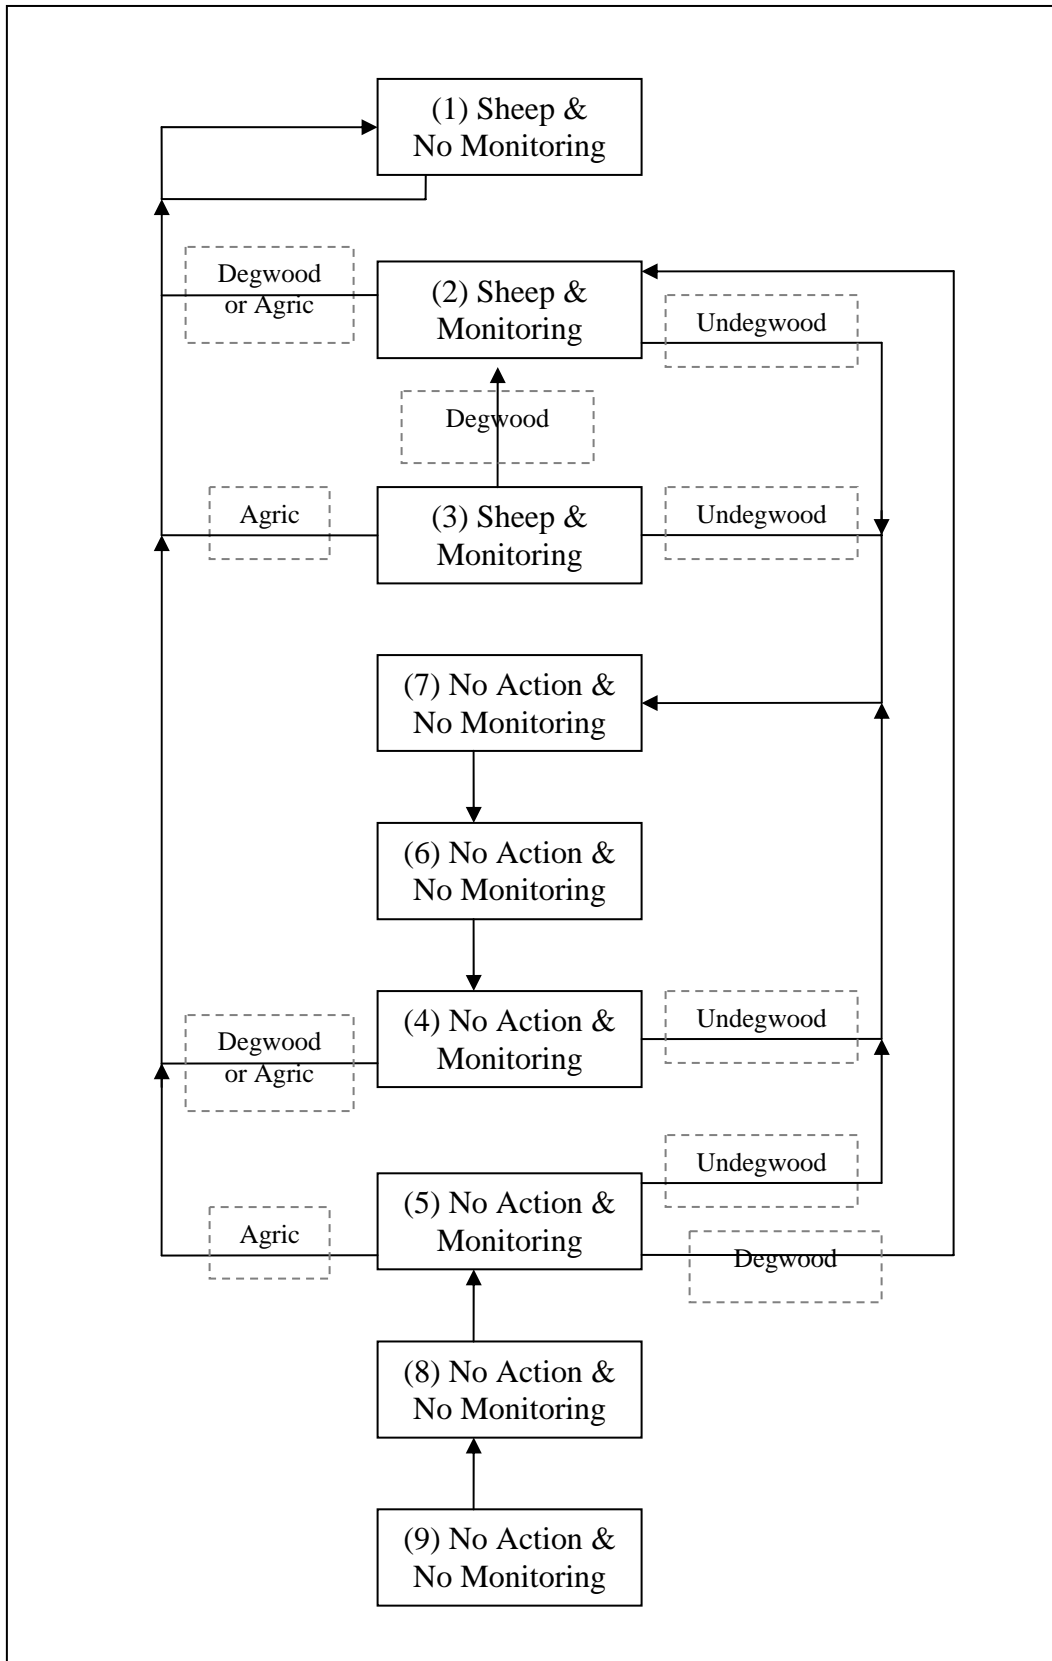 (1) Sheep &
No Monitoring
Degwood
or Agric
(2) Sheep &
Monitoring
Undegwood
Degwood
Agric
(3) Sheep &
Monitoring
Undegwood
(7) No Action &
No Monitoring
(6) No Action &
No Monitoring
(4) No Action &
Monitoring
Undegwood
Degwood
or Agric
Undegwood
(5) No Action &
Monitoring
Agric
Degwood
(8) No Action &
No Monitoring
(9) No Action &
No Monitoring